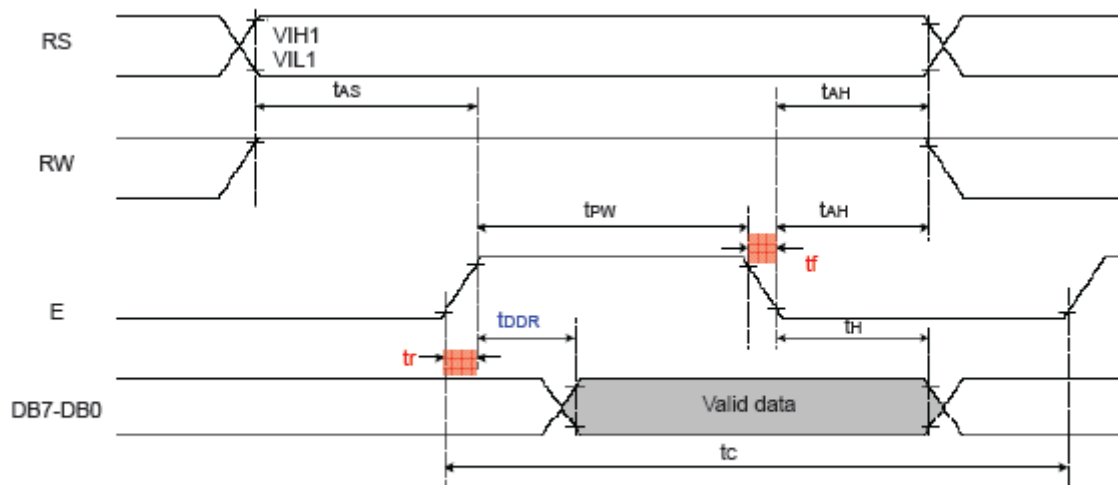 RS
VIH1
VIL1
tAS
tAH
RW
tPW
tAH
tf
E
tDDR
tH
tr
DB7-DB0
Valid data
tC